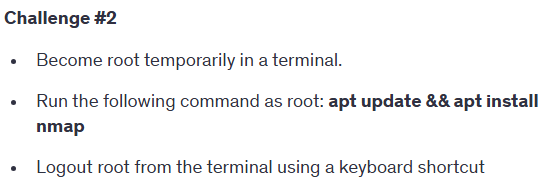 Challenge #2
• Become root temporarily in a terminal.
• Run the following command as root: apt update && apt install
nmap
• Logout root from the terminal using a keyboard shortcut